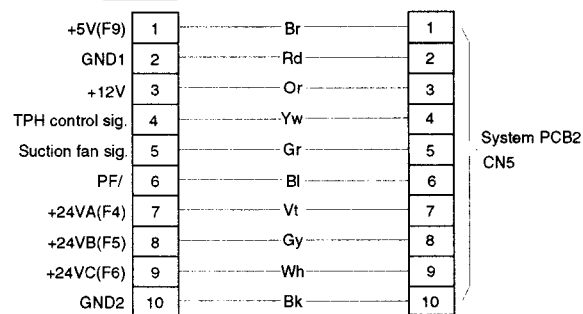 +5V(F9) 1 Br 1
GND1 2 Rd 2
+12V 3 Or 3
TPH control sig. 4 Yw 4
Suction fan sig. 5 Gr 5
PF/ 6 Bl 6
+24VA(F4) 7 Vt 7
+24VB(F5) 8 Gy 8
+24VC(F6) 9 Wh 9
GND2 10 Bk 10
System PCB2
CN5